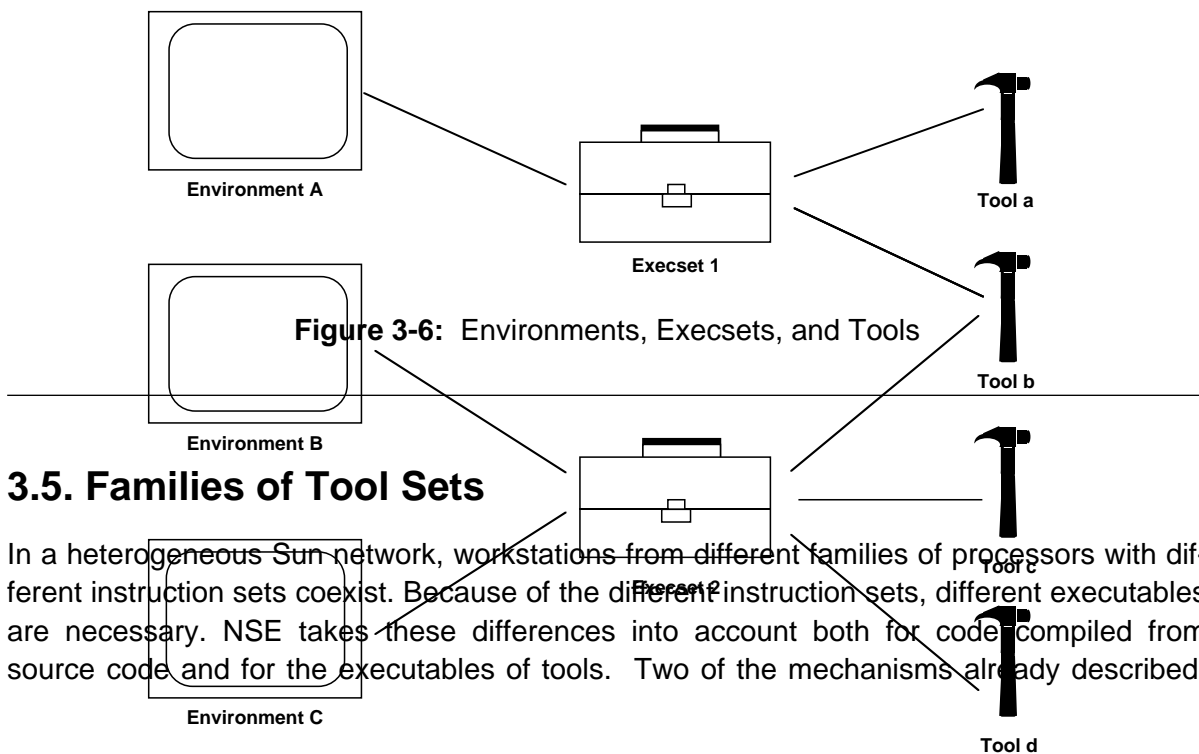 Environment A
Tool a
Execset 1
Figure 3-6: Environments, Execsets, and Tools
Tool b
Environment B
3.5. Families of Tool Sets
In a heterogeneous Sun network, workstations from different families of processors with dif-
Tool c
ferent instruction sets coexist. Because of the different instruction sets, different executables
Execset 2
are necessary. NSE takes these differences into account both for code compiled from
source code and for the executables of tools. Two of the mechanisms already described,
Environment C
Tool d